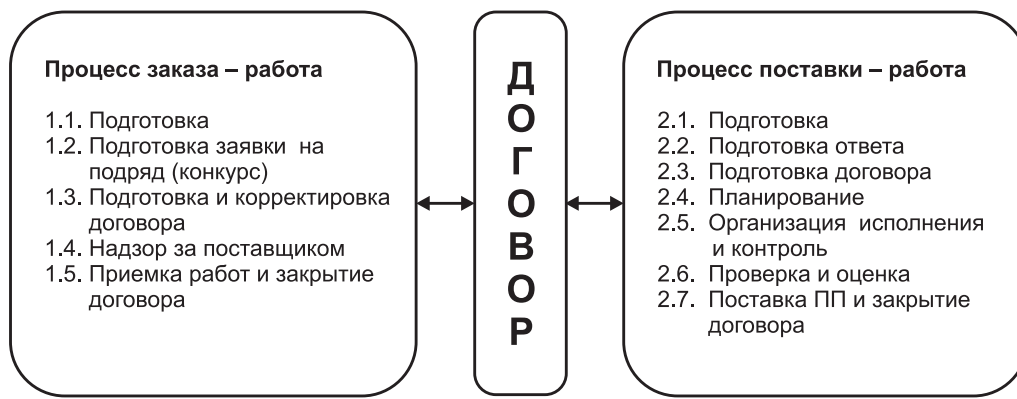 Процесс заказа – работа
1.1. Подготовка
1.2. Подготовка заявки на
подряд (конкурс)
1.3. Подготовка и корректировка
договора
1.4. Надзор за поставщиком
1.5. Приемка работ и закрытие
договора
Д
О
Г
О
В
О
Р
Процесс поставки – работа
2.1. Подготовка
2.2. Подготовка ответа
2.3. Подготовка договора
2.4. Планирование
2.5. Организация исполнения
и контроль
2.6. Проверка и оценка
2.7. Поставка ПП и закрытие
договора